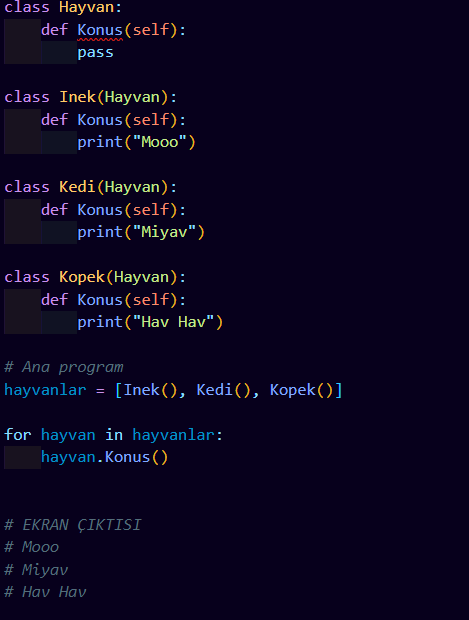 class Hayvan:
    def Konus(self):
        pass
class Inek(Hayvan):
    def Konus(self):
        print("Mooo")
class Kedi(Hayvan):
    def Konus(self):
        print("Miyav")
class Kopek(Hayvan):
    def Konus(self):
        print("Hav Hav")
# Ana program
hayvanlar = [Inek(), Kedi(), Kopek()]
for hayvan in hayvanlar:
    hayvan.Konus()
# EKRAN ÇIKTISI
# Mooo
# Miyav
# Hav Hav